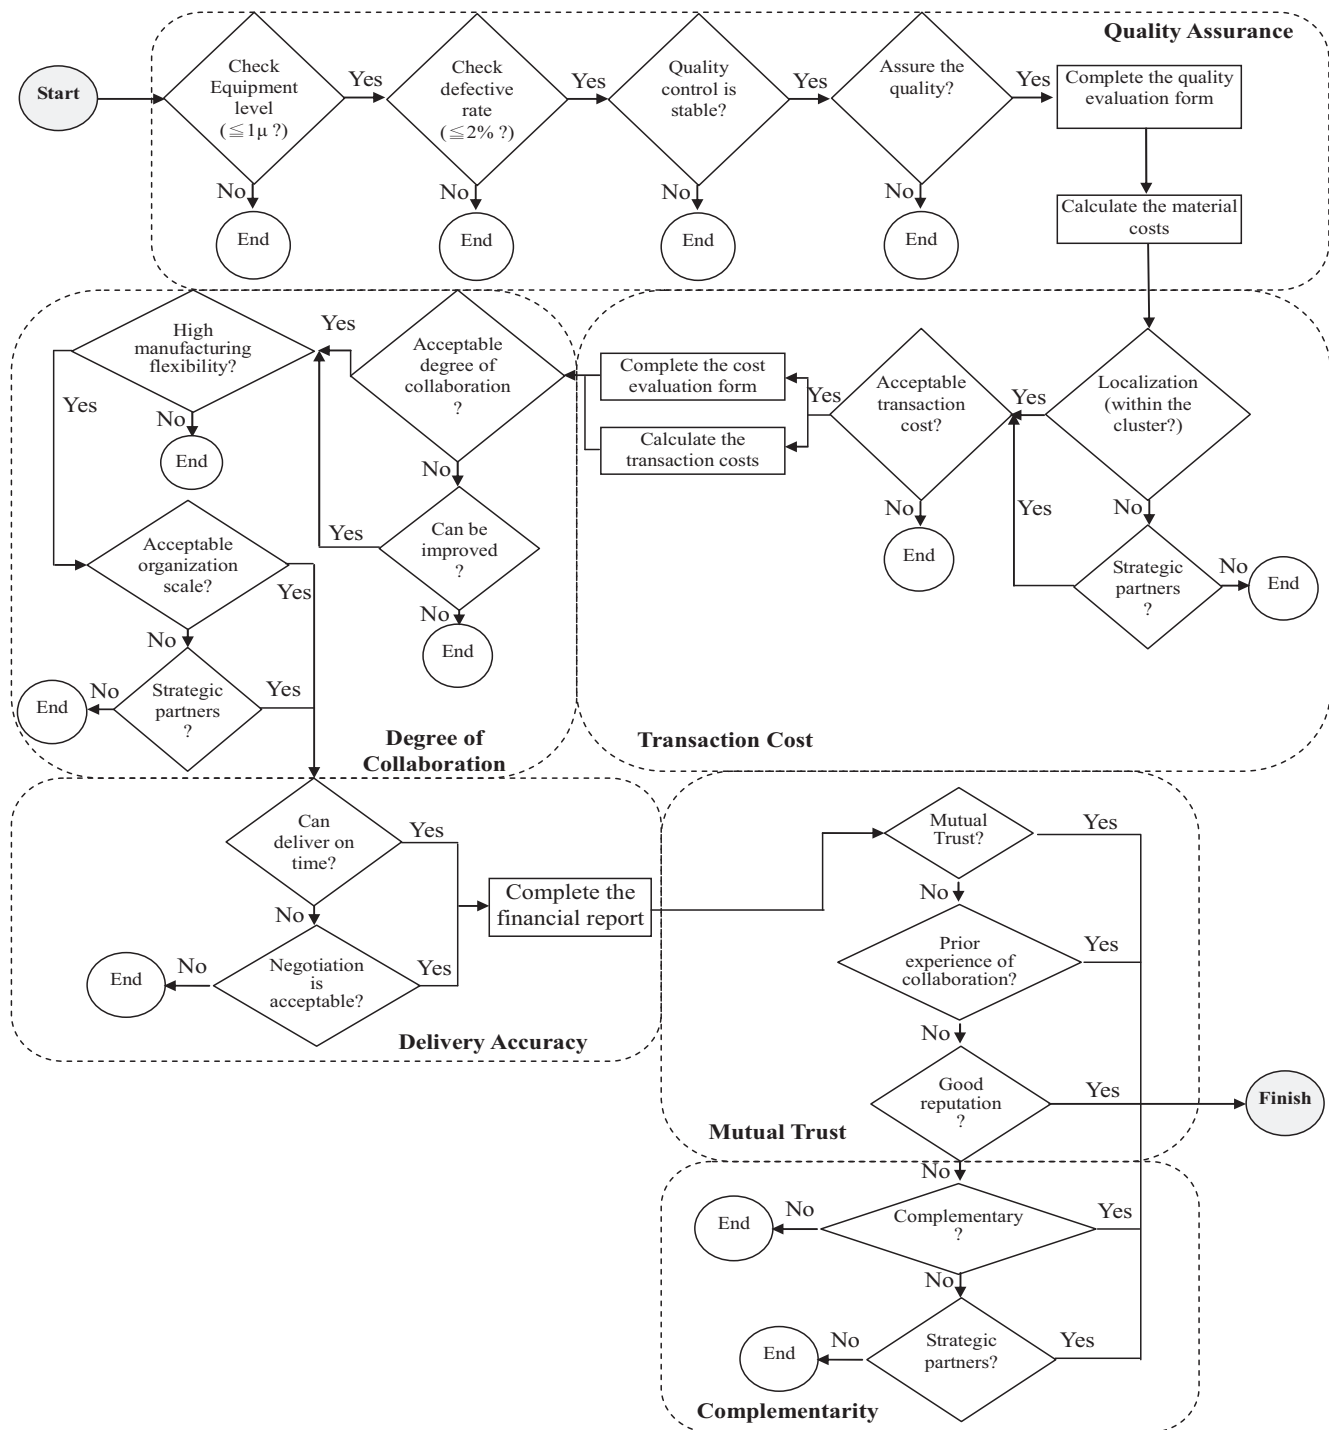 Quality Assurance
Start
Check
Equipment
level
(≦1μ ?)
Yes
Check
defective
rate
(≦2% ?)
Yes
Quality
control is
stable?
Yes
Assure the
quality?
Yes
Complete the quality
evaluation form
No
No
No
No
End
End
End
End
Calculate the material
costs
High
manufacturing
flexibility?
Yes
Acceptable
degree of
collaboration
?
Complete the cost
evaluation form
Calculate the
transaction costs
Yes
Acceptable
transaction
cost?
Yes
Localization
(within the
cluster?)
Yes
No
End
No
Can be
improved
?
Yes
No
End
No
End
Yes
No
Strategic
partners
?
No
End
Acceptable
organization
scale?
Yes
No
Strategic
partners
?
No
End
Yes
Degree of
Collaboration
Transaction Cost
Can
deliver on
time?
Yes
No
Negotiation
is
acceptable?
No
End
Yes
Complete the
financial report
Delivery Accuracy
Mutual
Trust?
Yes
No
Prior
experience of
collaboration?
Yes
No
Good
reputation
?
Yes
Finish
Mutual Trust
No
Complementary
?
No
End
Yes
No
Strategic
partners?
No
End
Yes
Complementarity